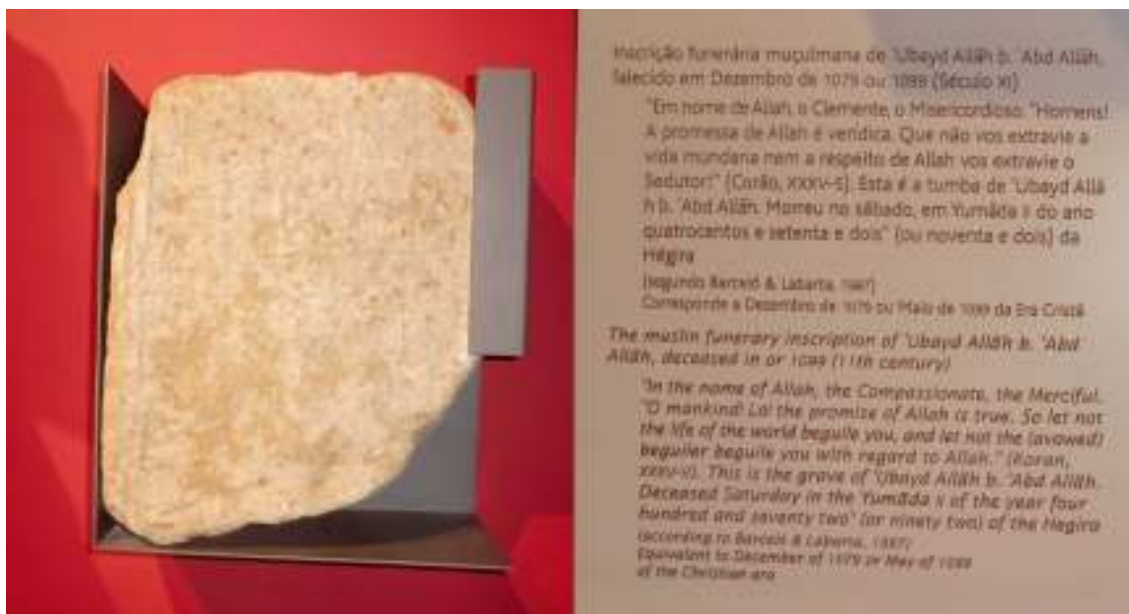 Inscrição funerária muçulmana de 'Ubayd Allāh b. 'Abd Allāh,
falecido em Dezembro de 1079 ou 1099 (Século XI)
"Em nome de Allah, o Clemente, o Misericordioso. "Homens!
A promessa de Allah é verídica. Que não vos extravie a
vida mundana nem a respeito de Allah vos extravie o
Sedutor!" (Corão, XXXV-5). Esta é a tumba de 'Ubayd Allā
h b. 'Abd Allāh. Morreu no sábado, em Yumāda II do ano
quatrocentos e setenta e dois" (ou noventa e dois) da
Hégira
(segundo Barceló & Labarta, 1987)
Corresponde a Dezembro de 1079 ou Maio de 1099 da Era Cristã
The muslin funerary inscription of 'Ubayd Allāh b. 'Abd
Allāh, deceased in or 1099 (11th century)
"In the name of Allah, the Compassionate, the Merciful.
"O mankind! Lo! the promise of Allah is true. So let not
the life of the world beguile you, and let not the (avowed)
beguiler beguile you with regard to Allah." (Koran,
XXXV-V). This is the grave of 'Ubayd Allāh b. 'Abd Allāh.
Deceased Saturday in the Yumāda II of the year four
hundred and seventy two" (or ninety two) of the Hegira
(according to Barceló & Labarta, 1987)
Equivalent to December of 1079 or May of 1099
of the Christian era